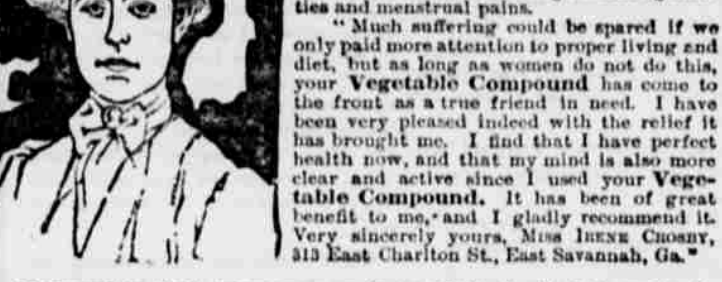 ties and menstrual pains.
"Much suffering could be spared if we
only paid more attention to proper living and
diet, but as long as women do not do this,
your Vegetable Compound has come to
the front as a true friend in need. I have
been very pleased indeed with the relief it
has brought me. I find that I have perfect
health now, and that my mind is also more
clear and active since I used your Vege-
table Compound. It has been of great
benefit to me, and I gladly recommend it.
Very sincerely yours, MISS IRENE CROSBY,
313 East Charlton St., East Savannah, Ga."